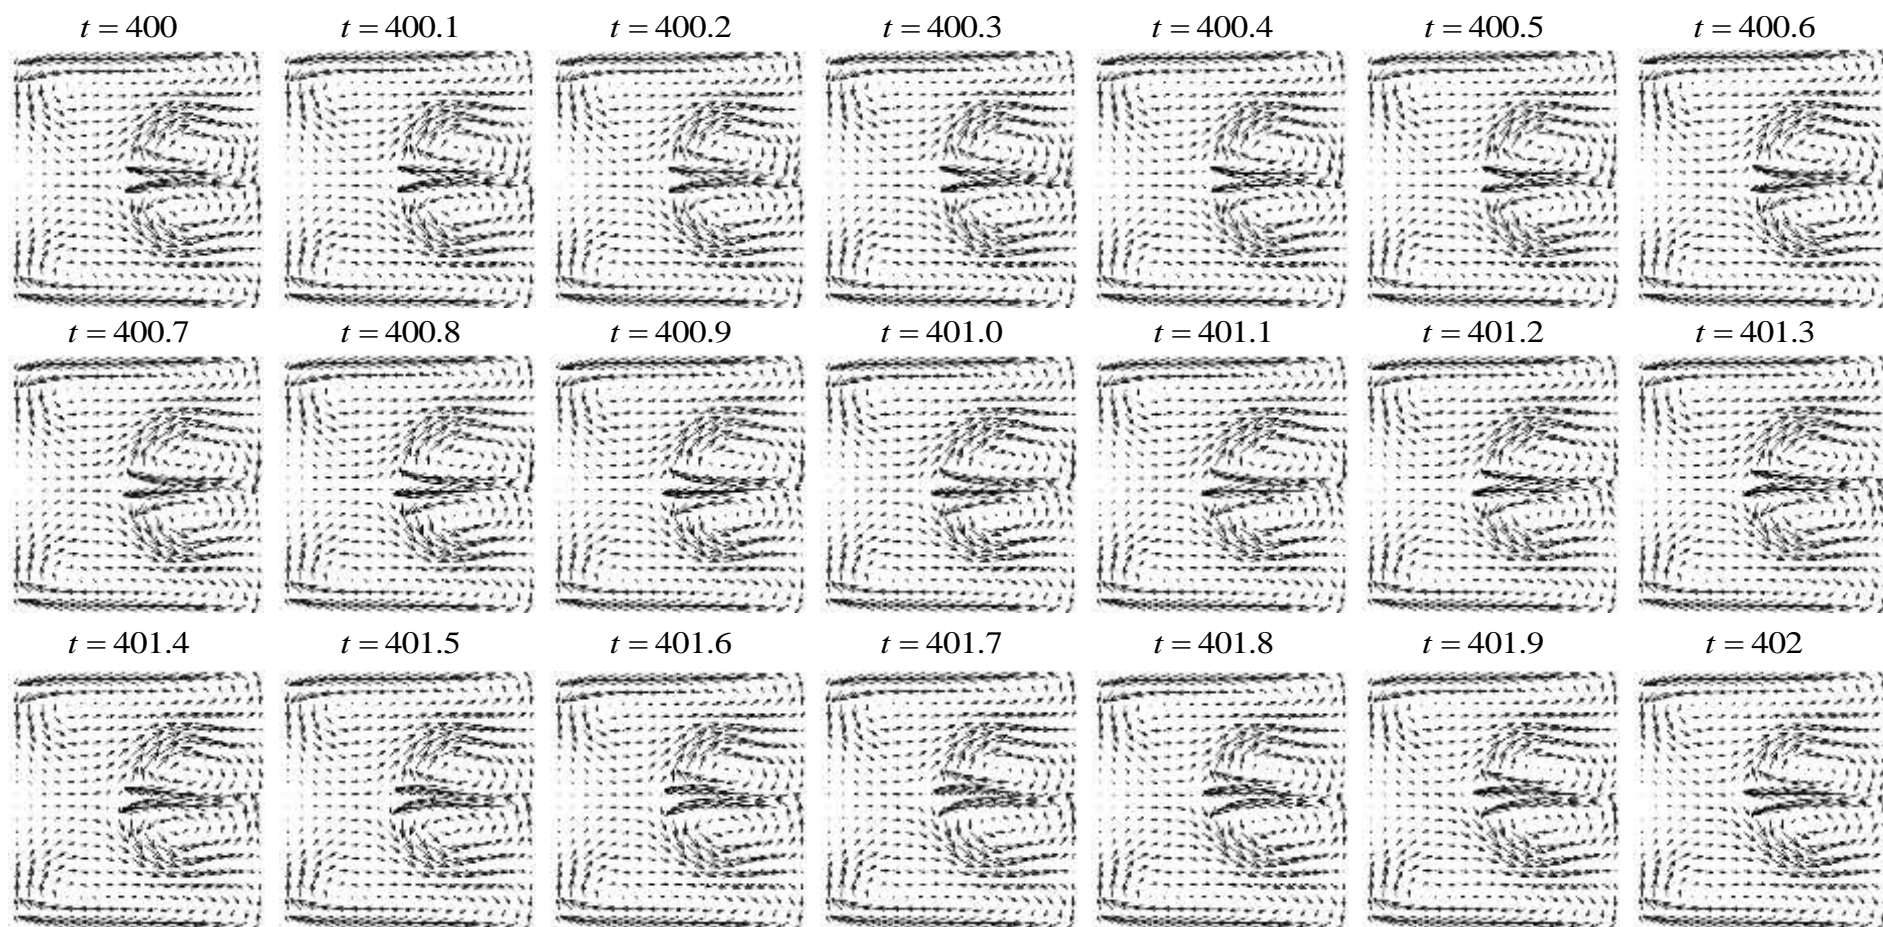 t = 400 t = 400.1 t = 400.2 t = 400.3 t = 400.4 t = 400.5 t = 400.6
t = 400.7 t = 400.8 t = 400.9 t = 401.0 t = 401.1 t = 401.2 t = 401.3
t = 401.4 t = 401.5 t = 401.6 t = 401.7 t = 401.8 t = 401.9 t = 402